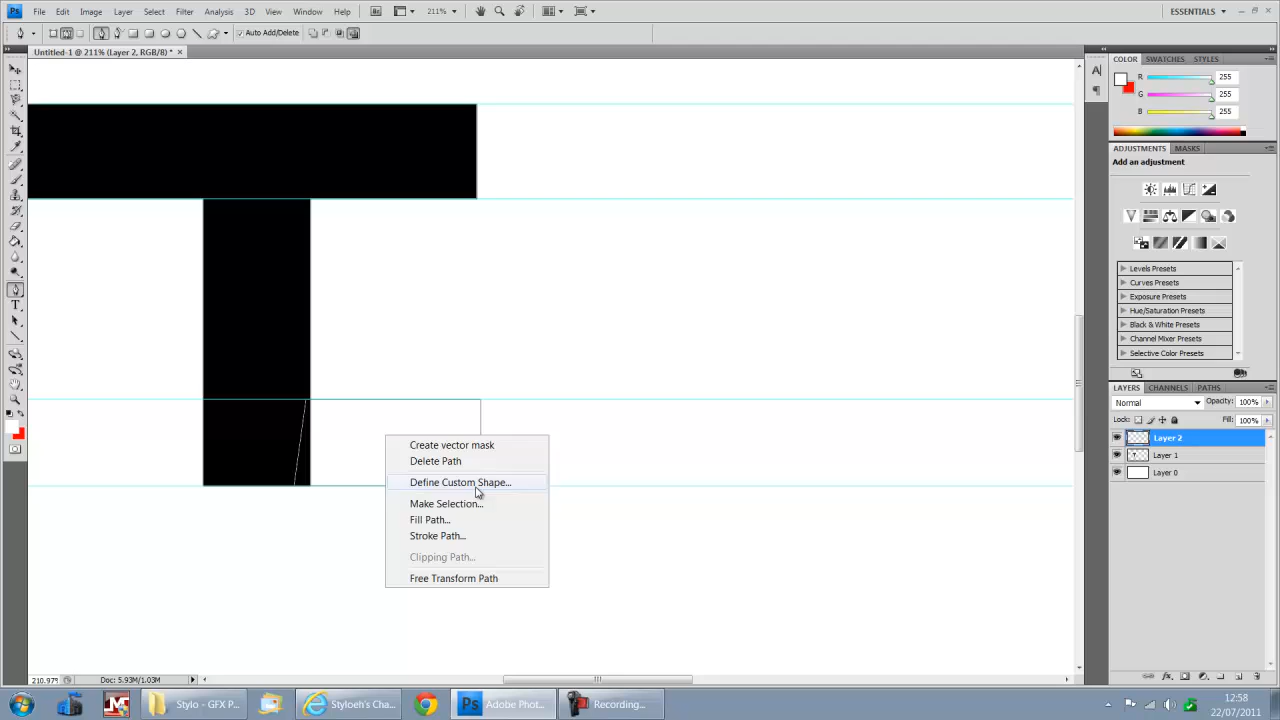 Ps File Edit Image Layer Select Filter Analysis 3D View Window Help 211% ESSENTIALS
Auto Add/Delete
Untitled-1 @ 211% (Layer 2, RGB/8) *
COLOR SWATCHES STYLES
R 255
G 255
B 255
ADJUSTMENTS MASKS
Add an adjustment
Levels Presets
Curves Presets
Exposure Presets
Hue/Saturation Presets
Black & White Presets
Channel Mixer Presets
Selective Color Presets
LAYERS CHANNELS PATHS
Normal Opacity: 100%
Lock: Fill: 100%
Layer 2
Layer 1
Layer 0
Create vector mask
Delete Path
Define Custom Shape...
Make Selection...
Fill Path...
Stroke Path...
Clipping Path...
Free Transform Path
210.97% Doc: 5.93M/1.03M
Stylo - GFX P... Styloeh's Cha... Ps Adobe Phot... Recording...
12:58
22/07/2011